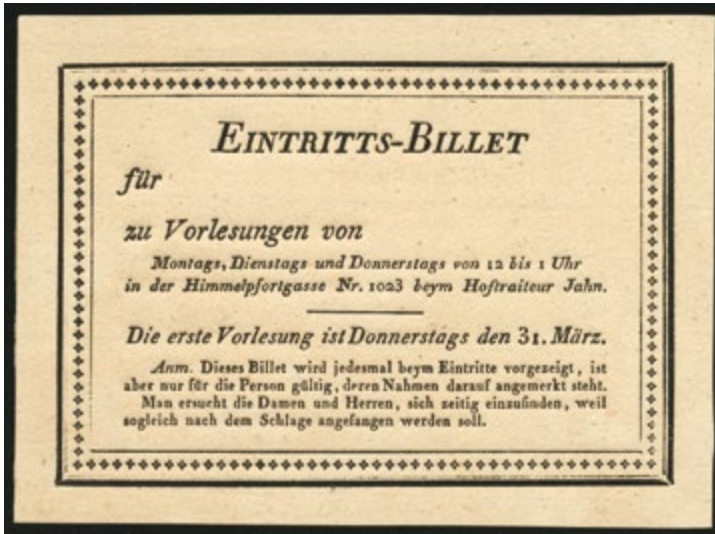 EINTRITTS-BILLET
für
zu Vorlesungen von
Montags, Dienstags und Donnerstags von 12 bis 1 Uhr
in der Himmelpfortgasse Nr. 1023 beym Hoftraiteur Jahn.
Die erste Vorlesung ist Donnerstags den 31. März.
Anm. Dieses Billet wird jedesmal beym Eintritte vorgezeigt, ist
aber nur für die Person gültig, deren Nahmen darauf angemerkt steht.
Man ersucht die Damen und Herren, sich zeitig einzufinden, weil
sogleich nach dem Schlage angefangen werden soll.